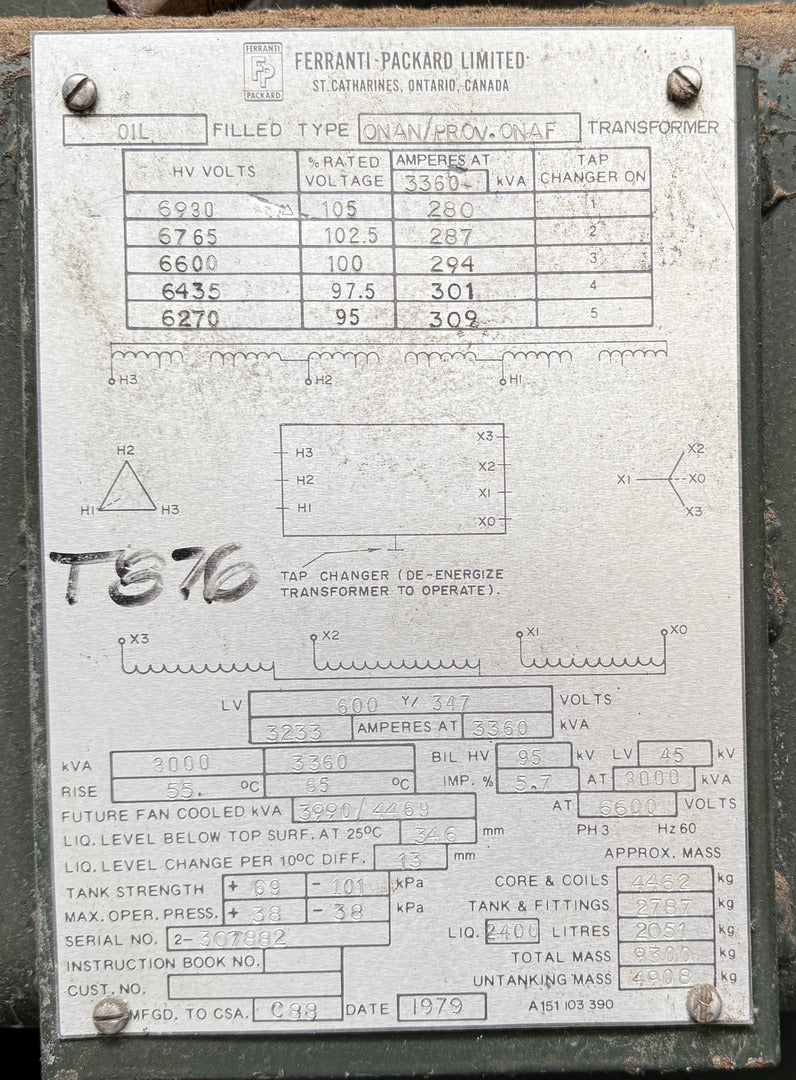 FERRANTI
FP
PACKARD
FERRANTI-PACKARD LIMITED
ST. CATHARINES, ONTARIO, CANADA
OIL FILLED TYPE ONAN/PROV. ONAF TRANSFORMER
HV VOLTS % RATED VOLTAGE AMPERES AT 3360 kVA TAP CHANGER ON
6930 △ 105 280 1
6765 102.5 287 2
6600 100 294 3
6435 97.5 301 4
6270 95 309 5
H3 H2 H1
H2
H1 H3
H3 X3
H2 X2
H1 X1
X0
X2
X1 X0
X3
T876
TAP CHANGER (DE-ENERGIZE
TRANSFORMER TO OPERATE).
X3 X2 X1 X0
LV 600 Y/ 347 VOLTS
3233 AMPERES AT 3360 kVA
kVA 3000 3360 BIL HV 95 kV LV 45 kV
RISE 55. °C 65 °C IMP. % 5.7 AT 3000 kVA
FUTURE FAN COOLED kVA 3990/4469 AT 6600 VOLTS
LIQ. LEVEL BELOW TOP SURF. AT 25°C 346 mm PH 3 Hz 60
LIQ. LEVEL CHANGE PER 10°C DIFF. 13 mm APPROX. MASS
TANK STRENGTH + 69 - 101 kPa CORE & COILS 4462 kg
MAX. OPER. PRESS. + 38 - 38 kPa TANK & FITTINGS 2787 kg
SERIAL NO. 2-307882 LIQ. 2400 LITRES 2051 kg
INSTRUCTION BOOK NO. TOTAL MASS 9300 kg
CUST. NO. UNTANKING MASS 4908 kg
MFGD. TO CSA. C88 DATE 1979 A 151 103 390